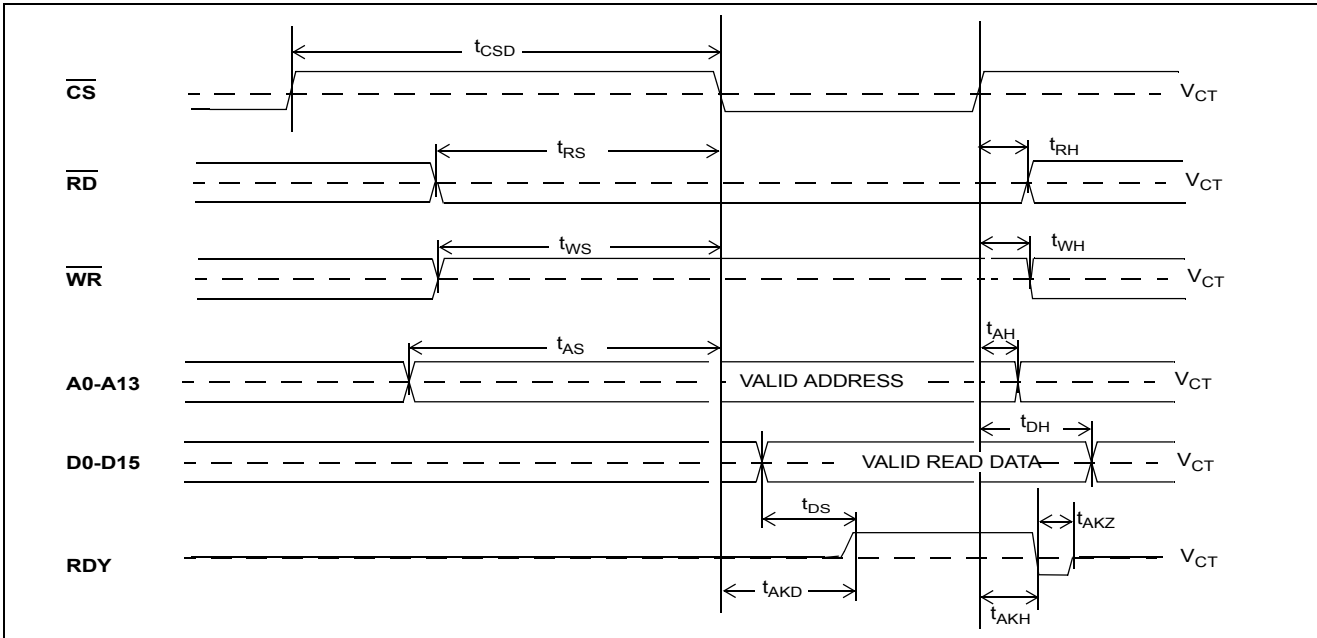 tCSD
CS VCT
tRS tRH
RD VCT
tWS tWH
WR VCT
tAS tAH
A0-A13 VALID ADDRESS VCT
tDH
D0-D15 VALID READ DATA VCT
tDS tAKZ
RDY VCT
tAKD tAKH